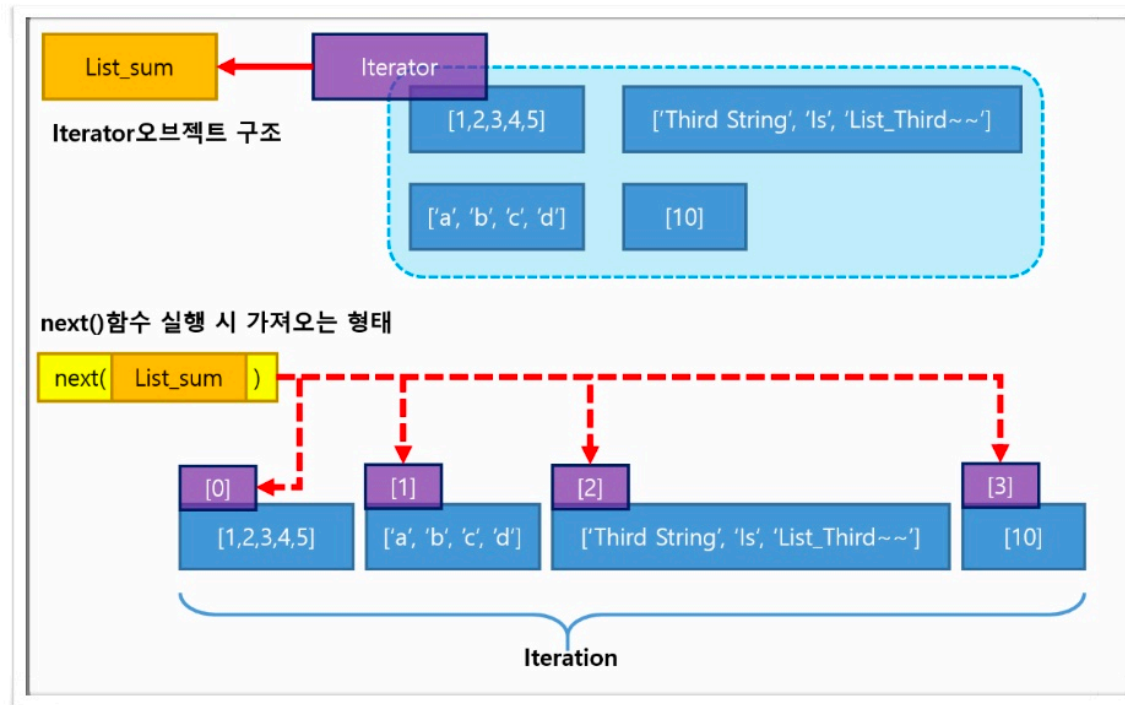 List_sum
Iterator
Iterator오브젝트 구조
[1,2,3,4,5]
['Third String', 'Is', 'List_Third~~']
['a', 'b', 'c', 'd']
[10]
next()함수 실행 시 가져오는 형태
next( List_sum )
[0]
[1]
[2]
[3]
[1,2,3,4,5]
['a', 'b', 'c', 'd']
['Third String', 'Is', 'List_Third~~']
[10]
Iteration